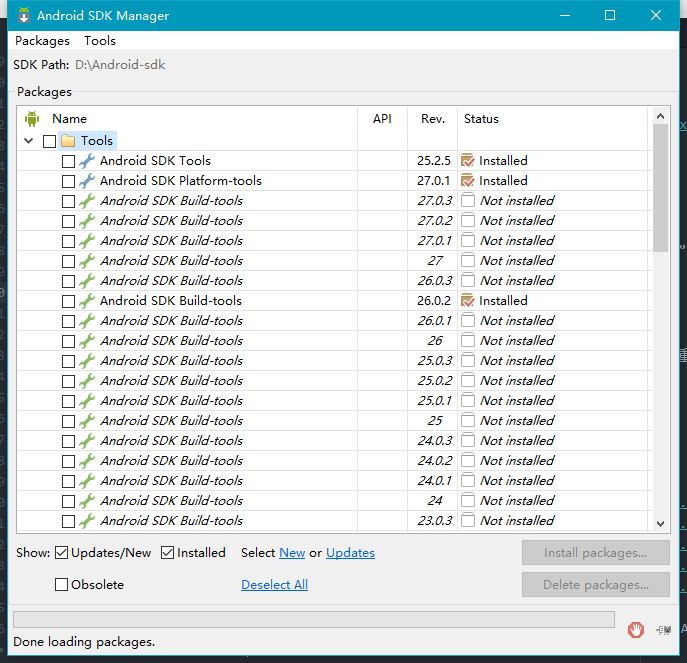 Android SDK Manager
Packages Tools
SDK Path: D:\Android-sdk
Packages
Name API Rev. Status
Tools
Android SDK Tools 25.2.5 Installed
Android SDK Platform-tools 27.0.1 Installed
Android SDK Build-tools 27.0.3 Not installed
Android SDK Build-tools 27.0.2 Not installed
Android SDK Build-tools 27.0.1 Not installed
Android SDK Build-tools 27 Not installed
Android SDK Build-tools 26.0.3 Not installed
Android SDK Build-tools 26.0.2 Installed
Android SDK Build-tools 26.0.1 Not installed
Android SDK Build-tools 26 Not installed
Android SDK Build-tools 25.0.3 Not installed
Android SDK Build-tools 25.0.2 Not installed
Android SDK Build-tools 25.0.1 Not installed
Android SDK Build-tools 25 Not installed
Android SDK Build-tools 24.0.3 Not installed
Android SDK Build-tools 24.0.2 Not installed
Android SDK Build-tools 24.0.1 Not installed
Android SDK Build-tools 24 Not installed
Android SDK Build-tools 23.0.3 Not installed
Show: Updates/New Installed Select New or Updates Install packages...
Obsolete Deselect All Delete packages...
Done loading packages.